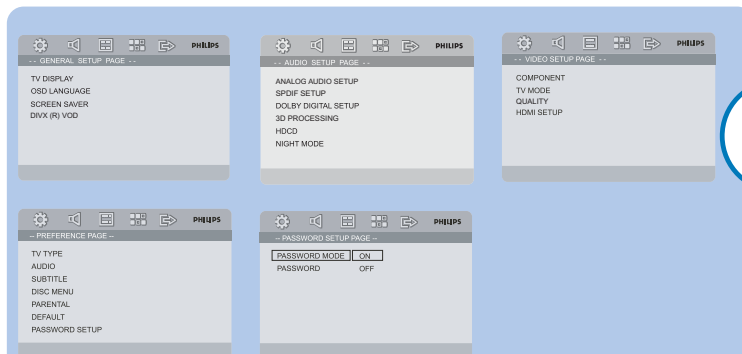 PHILIPS
-- GENERAL SETUP PAGE --
TV DISPLAY
OSD LANGUAGE
SCREEN SAVER
DIVX (R) VOD
PHILIPS
-- AUDIO SETUP PAGE --
ANALOG AUDIO SETUP
SPDIF SETUP
DOLBY DIGITAL SETUP
3D PROCESSING
HDCD
NIGHT MODE
PHILIPS
-- VIDEO SETUP PAGE --
COMPONENT
TV MODE
QUALITY
HDMI SETUP
PHILIPS
-- PREFERENCE PAGE --
TV TYPE
AUDIO
SUBTITLE
DISC MENU
PARENTAL
DEFAULT
PASSWORD SETUP
PHILIPS
-- PASSWORD SETUP PAGE --
PASSWORD MODE ON
PASSWORD OFF